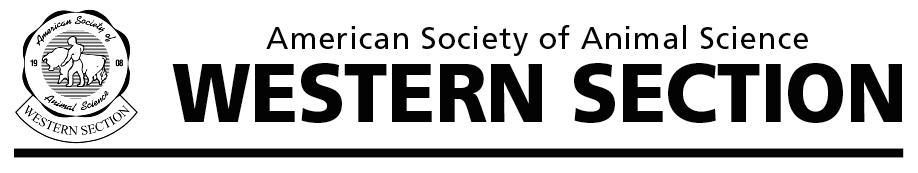 American Society of
19 08
Animal Science
WESTERN SECTION
American Society of Animal Science
WESTERN SECTION